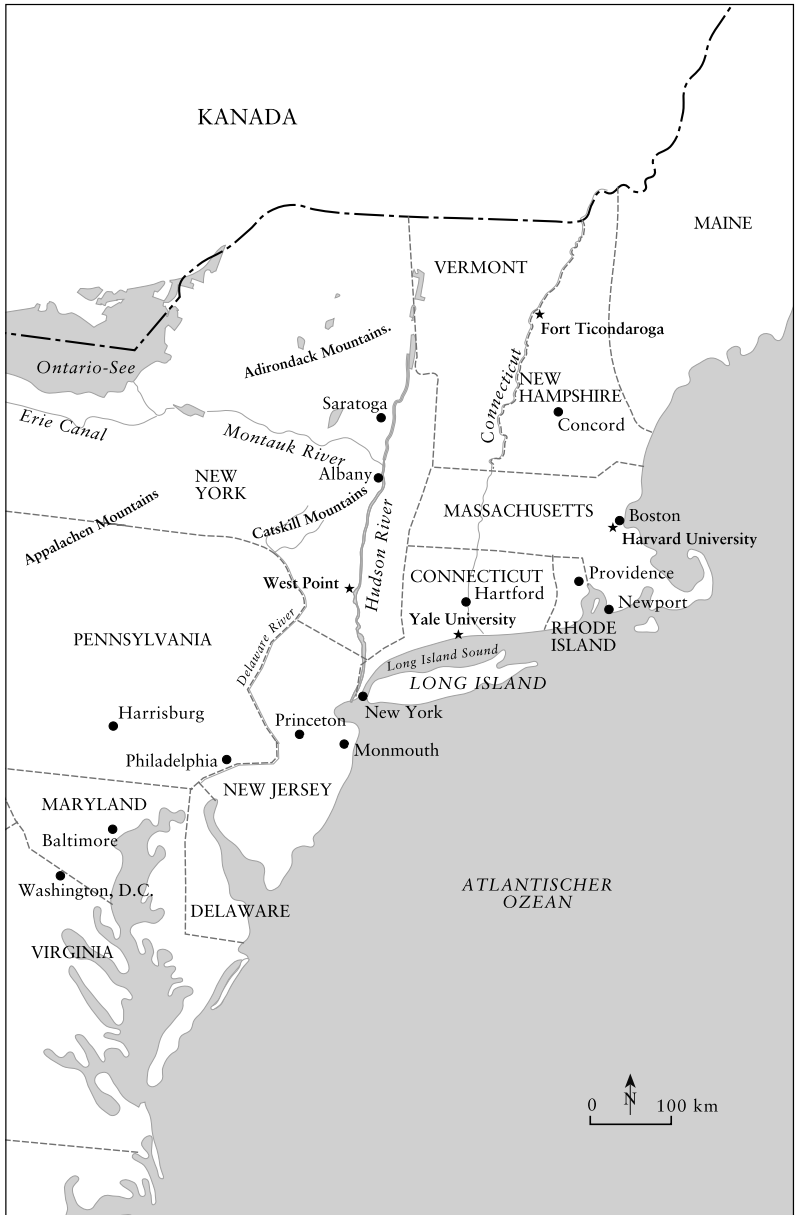 KANADA
MAINE
VERMONT
Fort Ticondaroga
Adirondack Mountains.
Ontario-See
Connecticut
NEW
HAMPSHIRE
Saratoga
Concord
Erie Canal
Montauk River
Albany
NEW
YORK
Catskill Mountains
Appalachen Mountains
MASSACHUSETTS
Boston
Harvard University
Hudson River
West Point
CONNECTICUT
Hartford
Providence
Newport
Yale University
RHODE
ISLAND
PENNSYLVANIA
Delaware River
Long Island Sound
LONG ISLAND
New York
Harrisburg
Princeton
Monmouth
Philadelphia
NEW JERSEY
MARYLAND
Baltimore
Washington, D.C.
DELAWARE
ATLANTISCHER
OZEAN
VIRGINIA
N
0 100 km